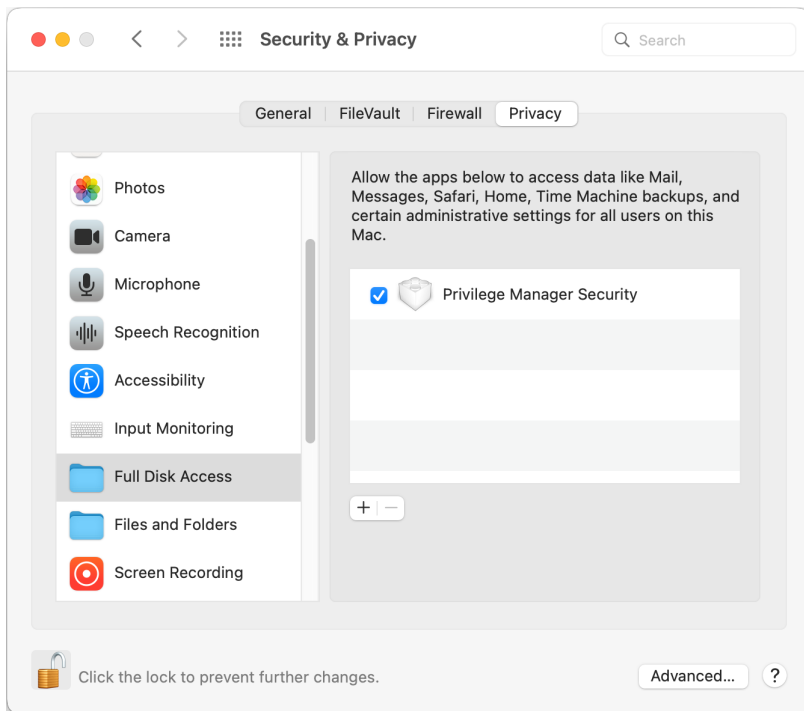 Security & Privacy
Search
General
FileVault
Firewall
Privacy
Photos
Camera
Microphone
Speech Recognition
Accessibility
Input Monitoring
Full Disk Access
Files and Folders
Screen Recording
Allow the apps below to access data like Mail,
Messages, Safari, Home, Time Machine backups, and
certain administrative settings for all users on this
Mac.
Privilege Manager Security
+ −
Click the lock to prevent further changes.
Advanced...
?